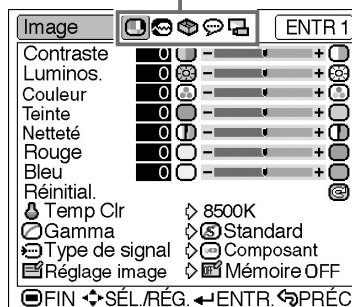 Image ENTR 1
Contraste 0 - +
Luminos. 0 - +
Couleur 0 - +
Teinte 0 - +
Netteté 0 - +
Rouge 0 - +
Bleu 0 - +
Réinitial.
Temp Clr 8500K
Gamma Standard
Type de signal Composant
Réglage image Mémoire OFF
FIN SÉL./RÉG. ENTR. PRÉC